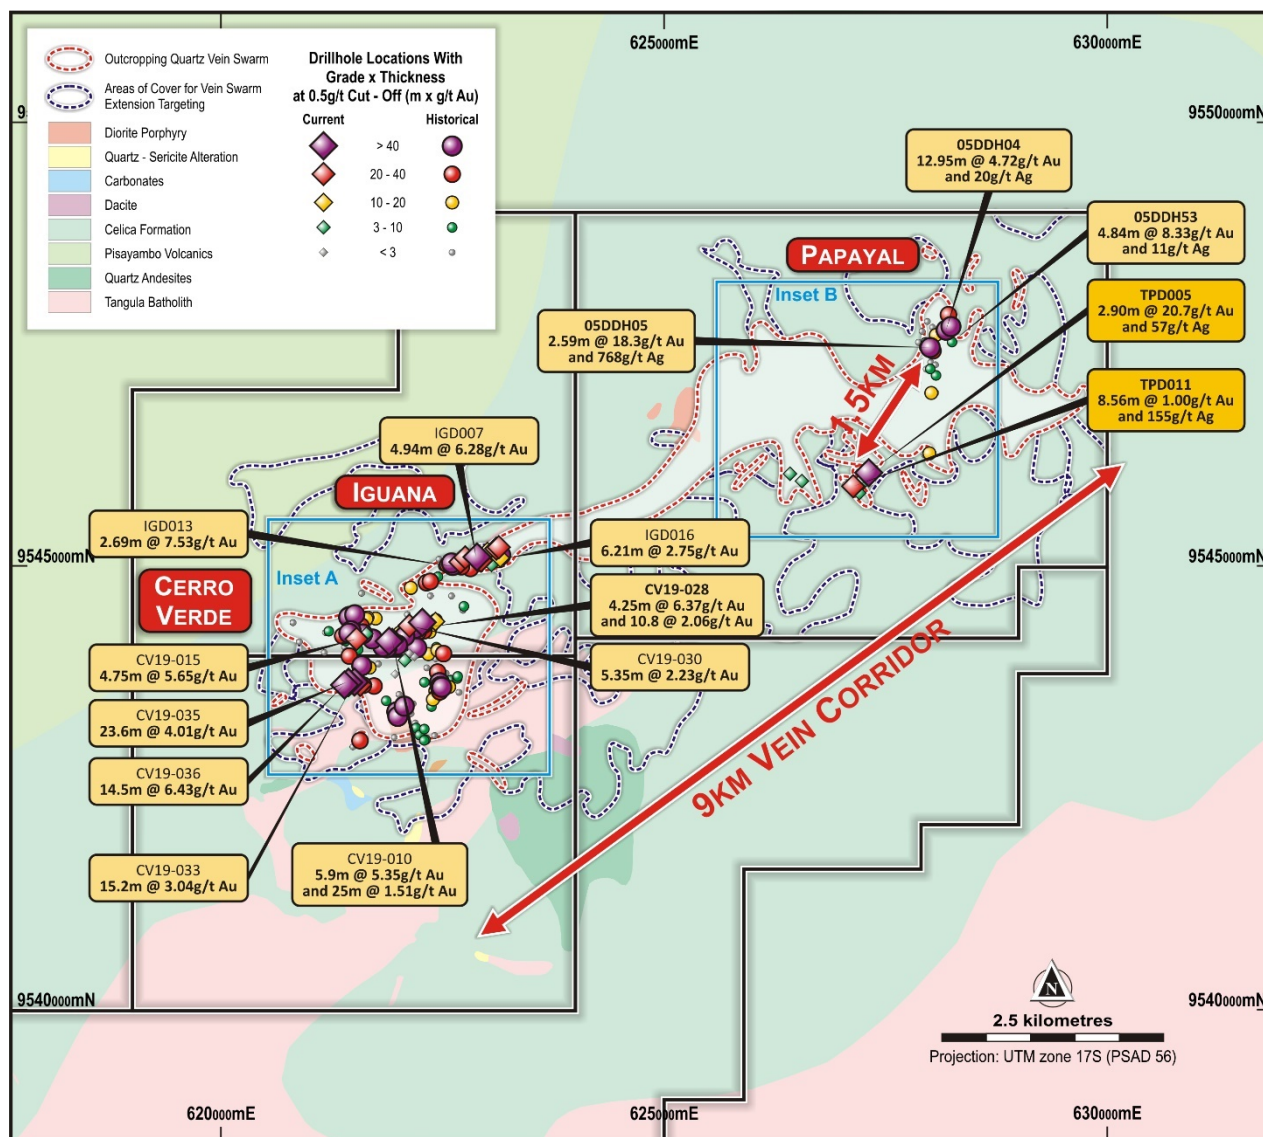 625000mE
630000mE
Outcropping Quartz Vein Swarm
Areas of Cover for Vein Swarm
Extension Targeting
Diorite Porphyry
Quartz - Sericite Alteration
Carbonates
Dacite
Celica Formation
Pisayambo Volcanics
Quartz Andesites
Tangula Batholith
Drillhole Locations With
Grade x Thickness
at 0.5g/t Cut - Off (m x g/t Au)
Current
Historical
> 40
20 - 40
10 - 20
3 - 10
< 3
9550000mN
05DDH04
12.95m @ 4.72g/t Au
and 20g/t Ag
05DDH53
4.84m @ 8.33g/t Au
and 11g/t Ag
PAPAYAL
Inset B
TPD005
2.90m @ 20.7g/t Au
and 57g/t Ag
05DDH05
2.59m @ 18.3g/t Au
and 768g/t Ag
TPD011
8.56m @ 1.00g/t Au
and 155g/t Ag
1.5KM
IGD007
4.94m @ 6.28g/t Au
IGUANA
IGD013
2.69m @ 7.53g/t Au
IGD016
6.21m @ 2.75g/t Au
9545000mN
9545000mN
Inset A
CERRO
VERDE
CV19-028
4.25m @ 6.37g/t Au
and 10.8 @ 2.06g/t Au
CV19-015
4.75m @ 5.65g/t Au
CV19-030
5.35m @ 2.23g/t Au
CV19-035
23.6m @ 4.01g/t Au
CV19-036
14.5m @ 6.43g/t Au
9KM VEIN CORRIDOR
CV19-033
15.2m @ 3.04g/t Au
CV19-010
5.9m @ 5.35g/t Au
and 25m @ 1.51g/t Au
9540000mN
9540000mN
N
2.5 kilometres
Projection: UTM zone 17S (PSAD 56)
620000mE
625000mE
630000mE